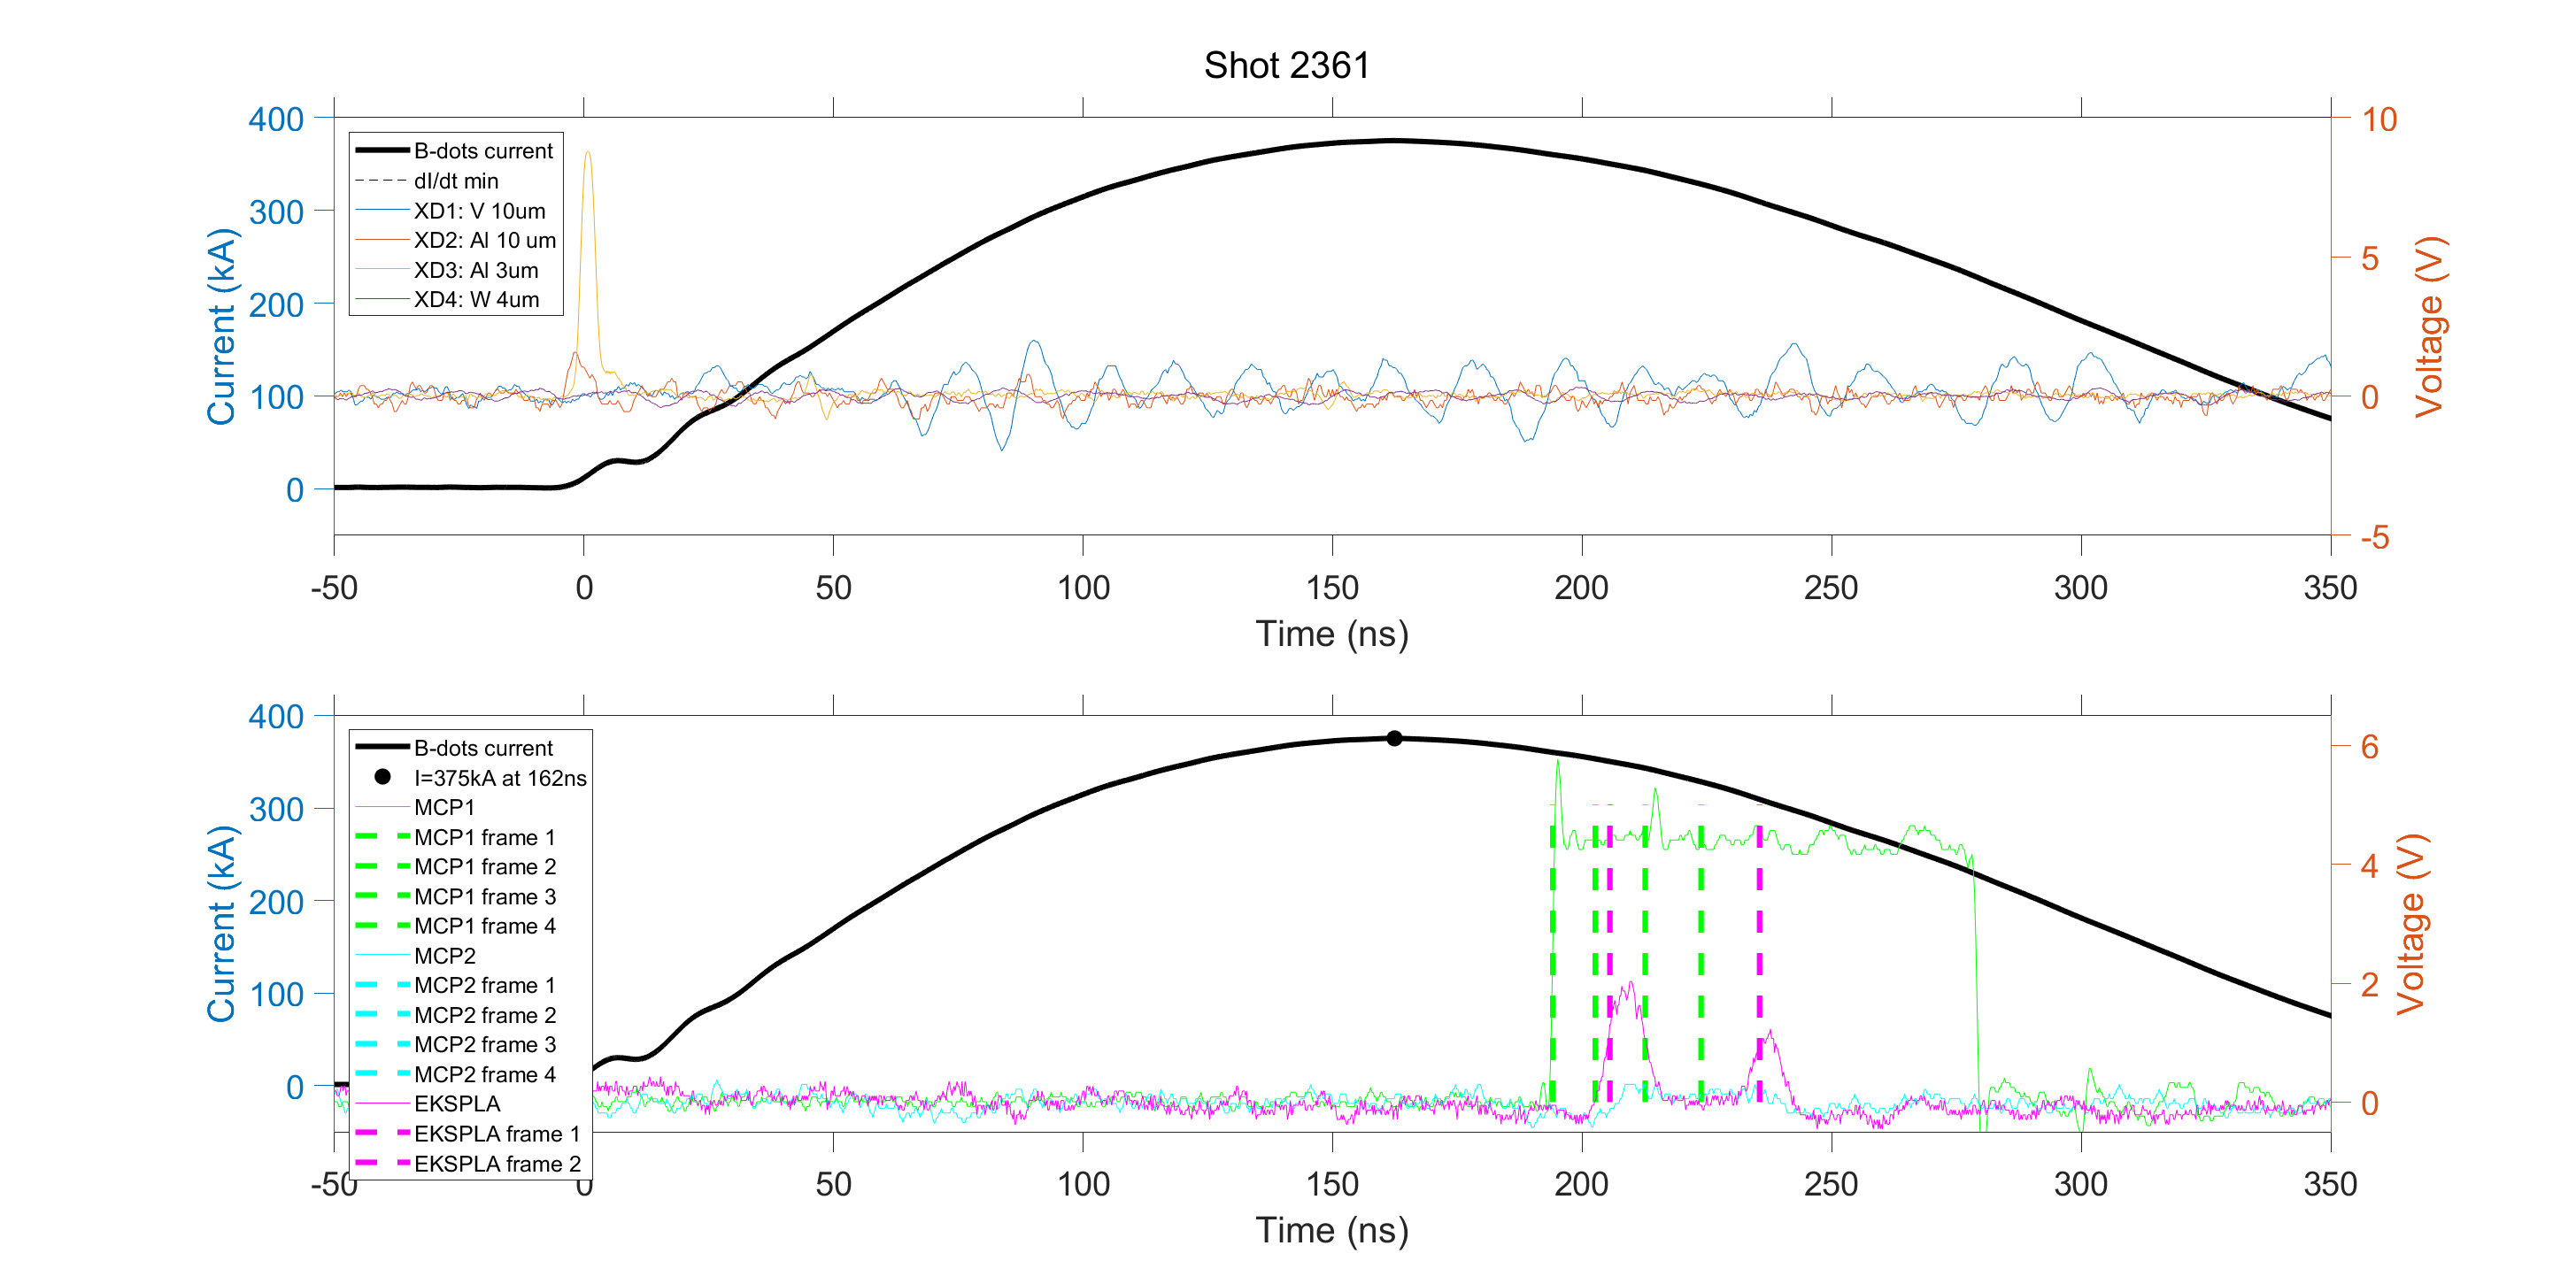 Shot 2361
400
300
200
100
0
Current (kA)
10
5
0
-5
Voltage (V)
B-dots current
dI/dt min
XD1: V 10um
XD2: Al 10 um
XD3: Al 3um
XD4: W 4um
-50 0 50 100 150 200 250 300 350
Time (ns)
400
300
200
100
0
Current (kA)
6
4
2
0
Voltage (V)
B-dots current
I=375kA at 162ns
MCP1
MCP1 frame 1
MCP1 frame 2
MCP1 frame 3
MCP1 frame 4
MCP2
MCP2 frame 1
MCP2 frame 2
MCP2 frame 3
MCP2 frame 4
EKSPLA
EKSPLA frame 1
EKSPLA frame 2
-50 0 50 100 150 200 250 300 350
Time (ns)